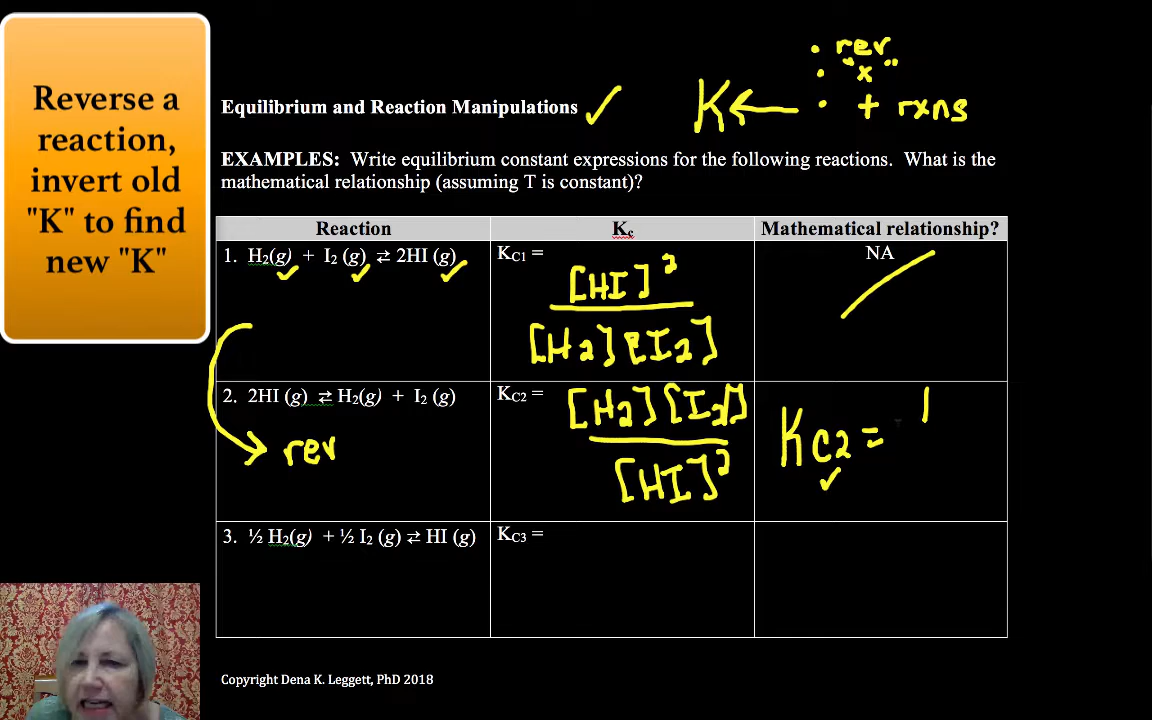 Reverse a
reaction,
invert old
"K" to find
new "K"
• rev
• "x"
K ← • + rxns
Equilibrium and Reaction Manipulations ✓
EXAMPLES: Write equilibrium constant expressions for the following reactions. What is the
mathematical relationship (assuming T is constant)?
Reaction Kc Mathematical relationship?
1. H₂(g) + I₂ (g) ⇄ 2HI (g) KC1 = NA
[HI]²
[H2][I2]
2. 2HI (g) ⇄ H₂(g) + I₂ (g) KC2 =
[H2][I2]
[HI]²
rev
1
KC2 =
3. ½ H₂(g) + ½ I₂ (g) ⇄ HI (g) KC3 =
Copyright Dena K. Leggett, PhD 2018